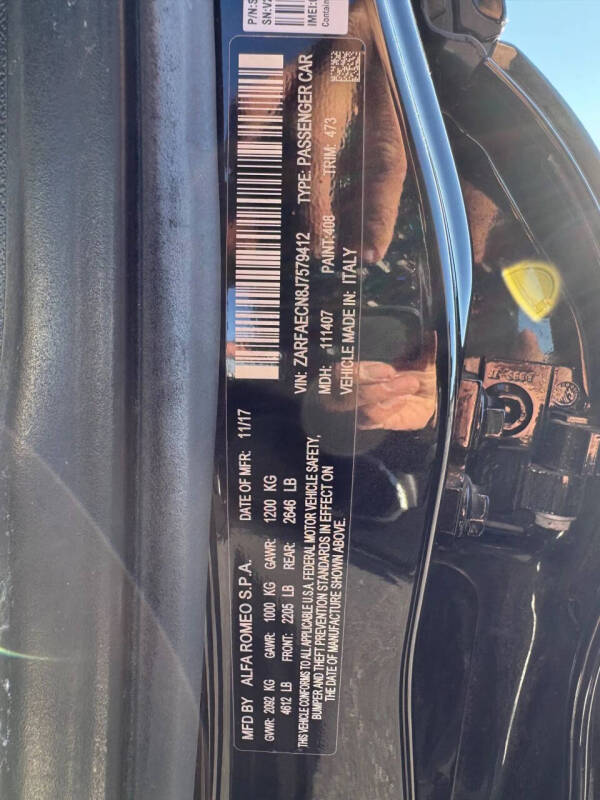 P/N:
S/N:
IMEI:
Contain
MFD BY ALFA ROMEO S.P.A. DATE OF MFR: 11/17
GVWR: 2092 KG GAWR: 1000 KG GAWR: 1200 KG
4612 LB FRONT: 2205 LB REAR: 2646 LB
THIS VEHICLE CONFORMS TO ALL APPLICABLE U.S.A. FEDERAL MOTOR VEHICLE SAFETY,
BUMPER, AND THEFT PREVENTION STANDARDS IN EFFECT ON
THE DATE OF MANUFACTURE SHOWN ABOVE.
VIN: ZARFAECN8J7579412 TYPE: PASSENGER CAR
MDH: 111407 PAINT: 408 TRIM: 473
VEHICLE MADE IN: ITALY